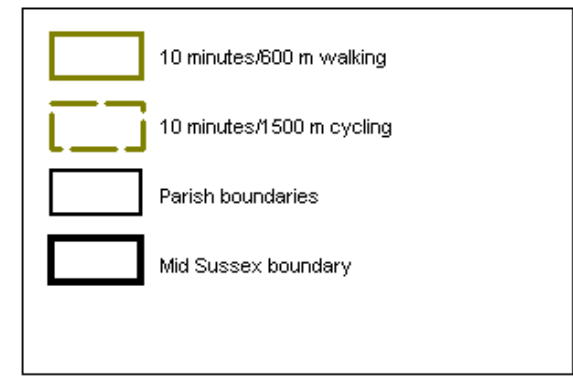 10 minutes/600 m walking
10 minutes/1500 m cycling
Parish boundaries
Mid Sussex boundary